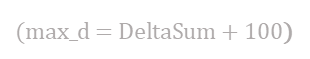 (max_d = DeltaSum + 100)